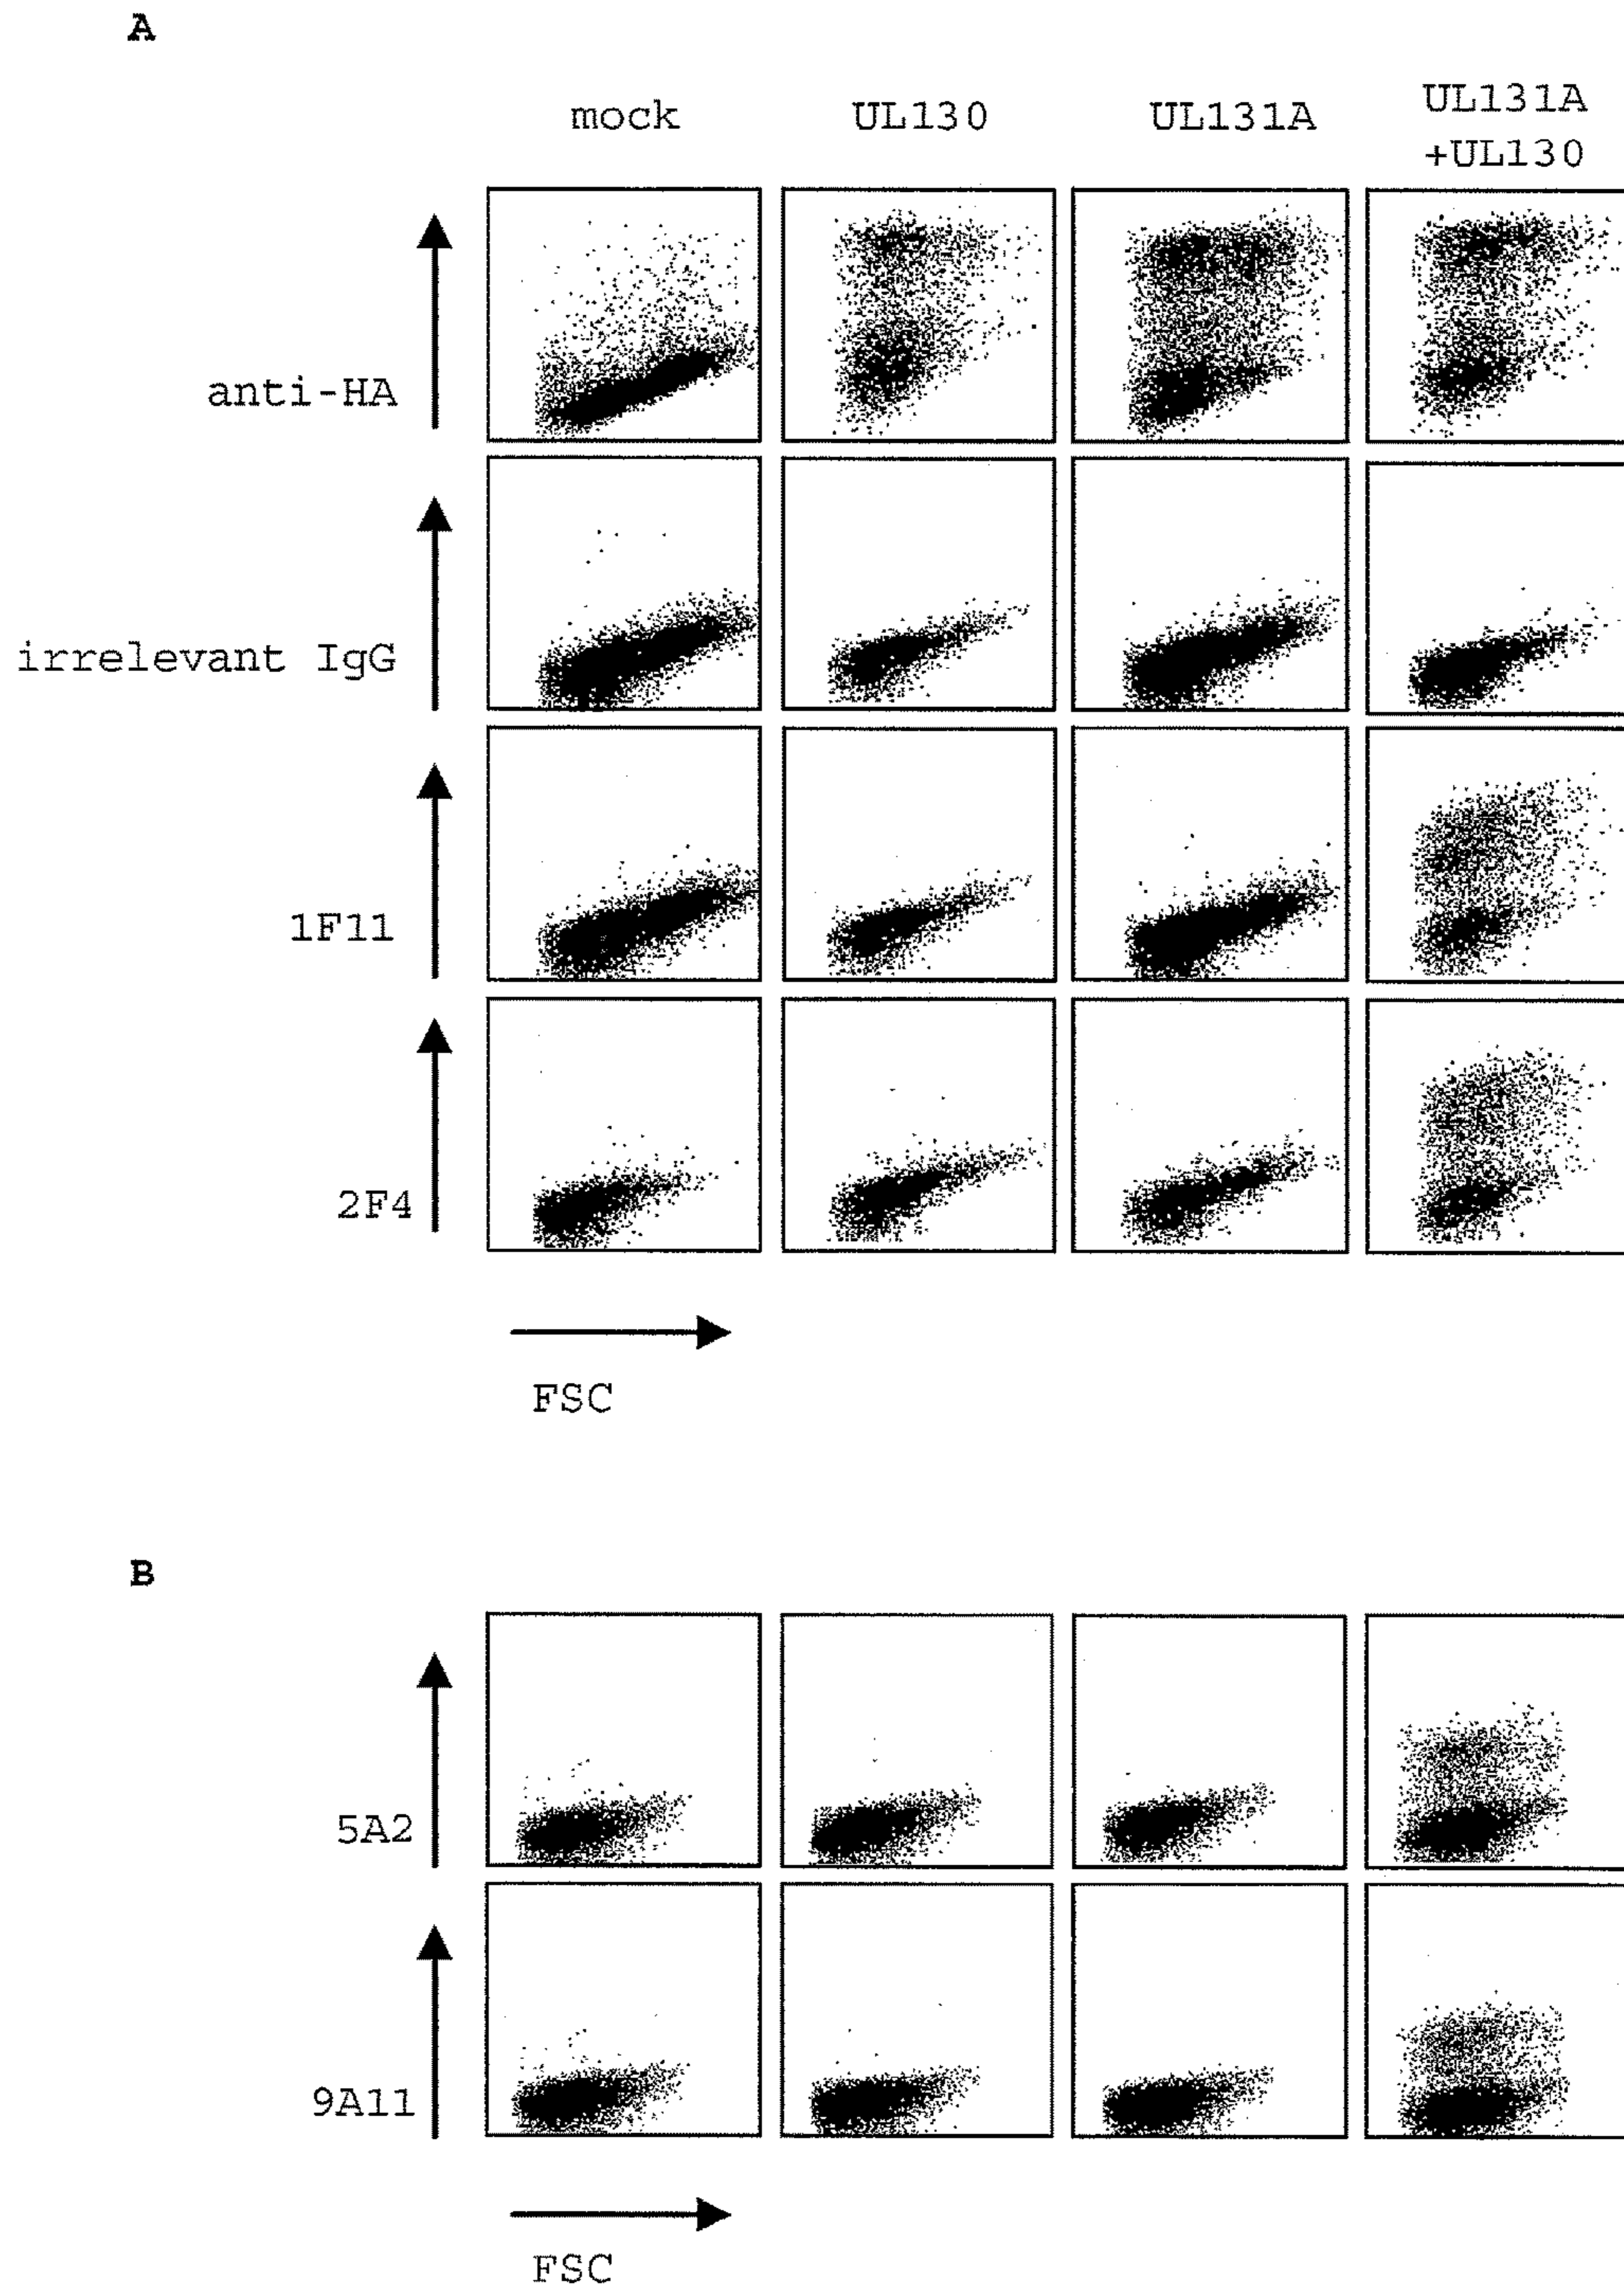 A
mock UL130 UL131A UL131A
+UL130
anti-HA
irrelevant IgG
1F11
2F4
FSC
B
5A2
9A11
FSC